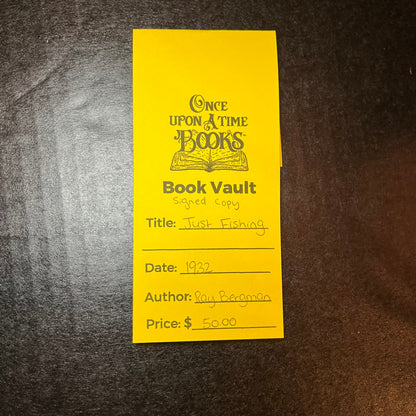 Once
upon A time
Books
Book Vault
Signed Copy
Title: Just Fishing
Date: 1932
Author: Ray Bergman
Price: $ 50.00